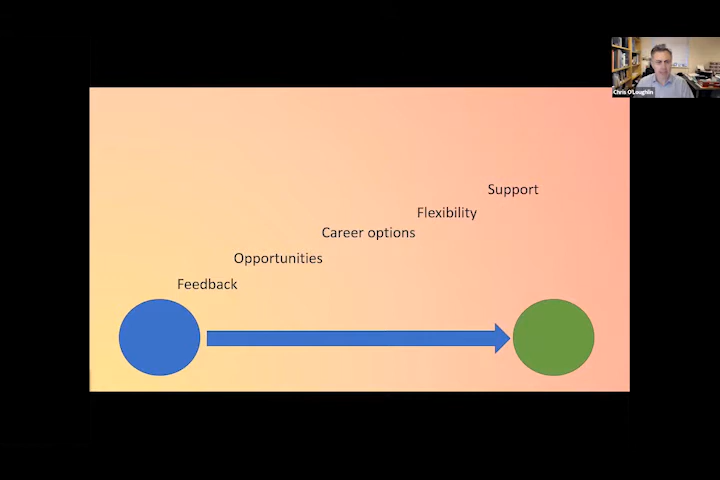 Chris O'Loughlin
Support
Flexibility
Career options
Opportunities
Feedback